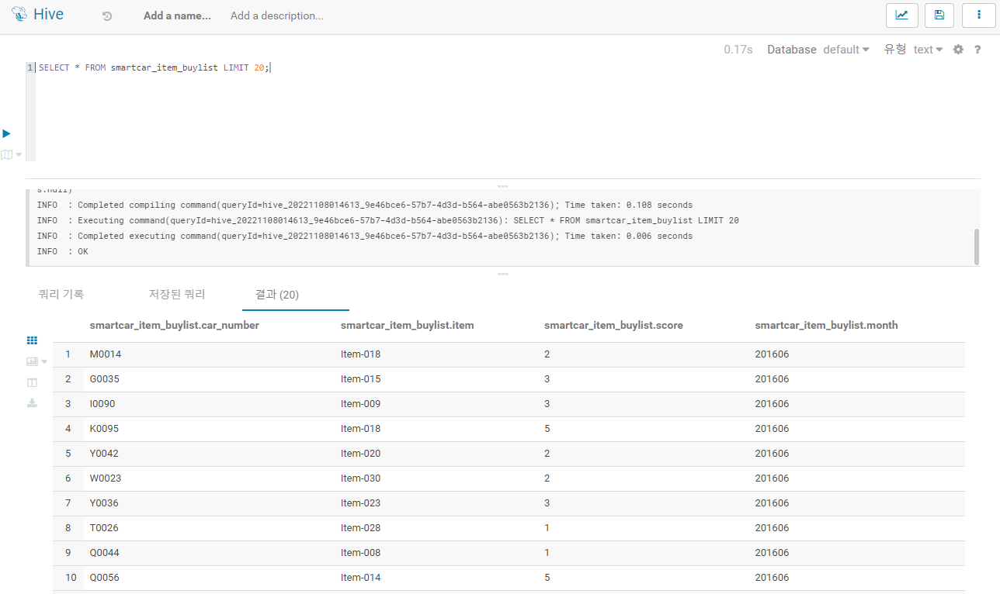 Hive Add a name... Add a description...
0.17s Database default 유형 text ?
1 SELECT * FROM smartcar_item_buylist LIMIT 20;
s:null)
INFO : Completed compiling command(queryId=hive_20221108014613_9e46bce6-57b7-4d3d-b564-abe0563b2136); Time taken: 0.108 seconds
INFO : Executing command(queryId=hive_20221108014613_9e46bce6-57b7-4d3d-b564-abe0563b2136): SELECT * FROM smartcar_item_buylist LIMIT 20
INFO : Completed executing command(queryId=hive_20221108014613_9e46bce6-57b7-4d3d-b564-abe0563b2136); Time taken: 0.006 seconds
INFO : OK
쿼리 기록 저장된 쿼리 결과 (20)
smartcar_item_buylist.car_number smartcar_item_buylist.item smartcar_item_buylist.score smartcar_item_buylist.month
1 M0014 Item-018 2 201606
2 G0035 Item-015 3 201606
3 I0090 Item-009 3 201606
4 K0095 Item-018 5 201606
5 Y0042 Item-020 2 201606
6 W0023 Item-030 2 201606
7 Y0036 Item-023 3 201606
8 T0026 Item-028 1 201606
9 Q0044 Item-008 1 201606
10 Q0056 Item-014 5 201606